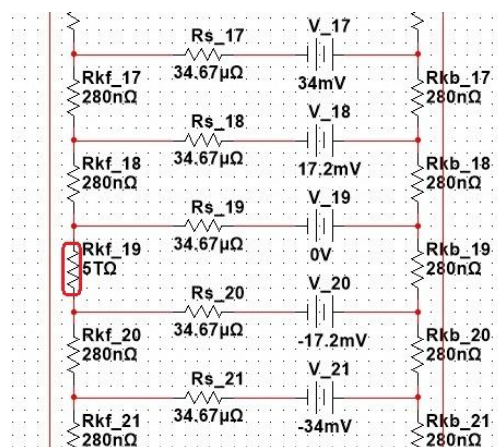 Rs_17
V_17
34.67µΩ
34mV
Rkf_17
280nΩ
Rkb_17
280nΩ
Rs_18
V_18
34.67µΩ
17.2mV
Rkf_18
280nΩ
Rkb_18
280nΩ
Rs_19
V_19
34.67µΩ
0V
Rkf_19
5TΩ
Rkb_19
280nΩ
Rs_20
V_20
34.67µΩ
-17.2mV
Rkf_20
280nΩ
Rkb_20
280nΩ
Rs_21
V_21
34.67µΩ
-34mV
Rkf_21
280nΩ
Rkb_21
280nΩ